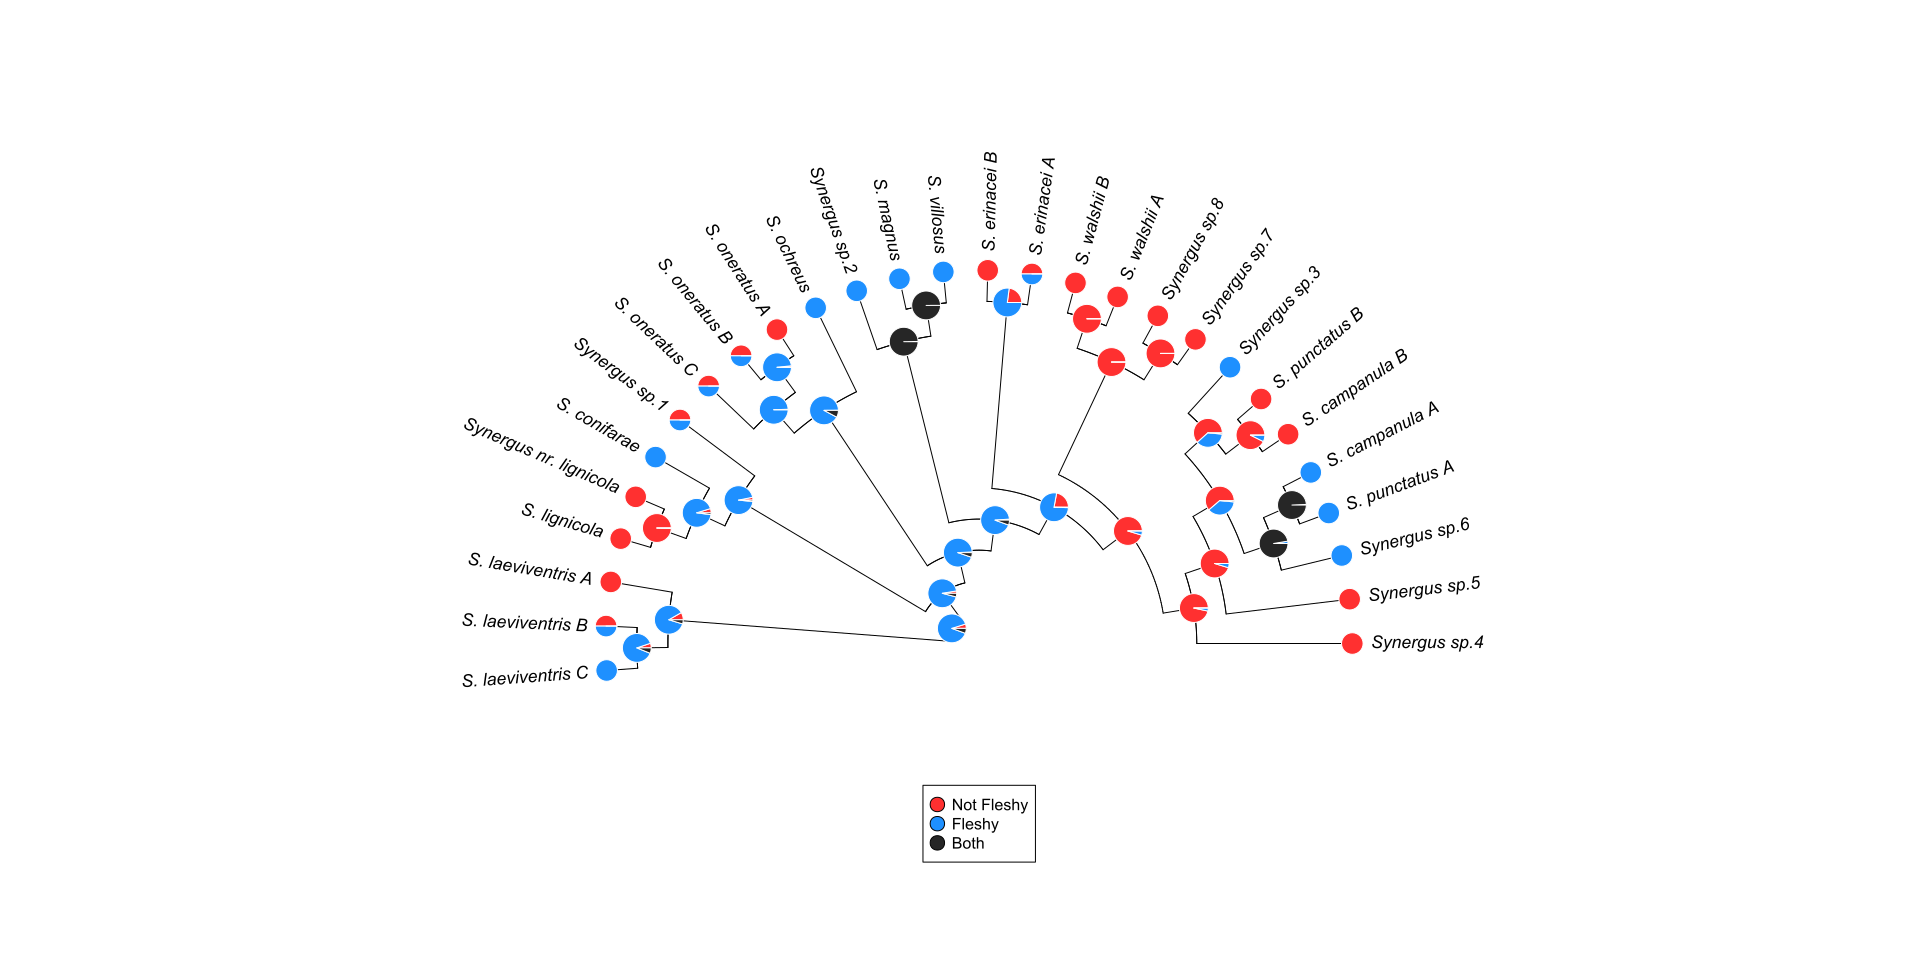 S. laeviventris C
S. laeviventris B
S. laeviventris A
S. lignicola
Synergus nr. lignicola
S. conifarae
Synergus sp.1
S. oneratus C
S. oneratus B
S. oneratus A
S. ochreus
Synergus sp.2
S. magnus
S. villosus
S. erinacei B
S. erinacei A
S. walshii B
S. walshii A
Synergus sp.8
Synergus sp.7
Synergus sp.3
S. punctatus B
S. campanula B
S. campanula A
S. punctatus A
Synergus sp.6
Synergus sp.5
Synergus sp.4
Not Fleshy
Fleshy
Both